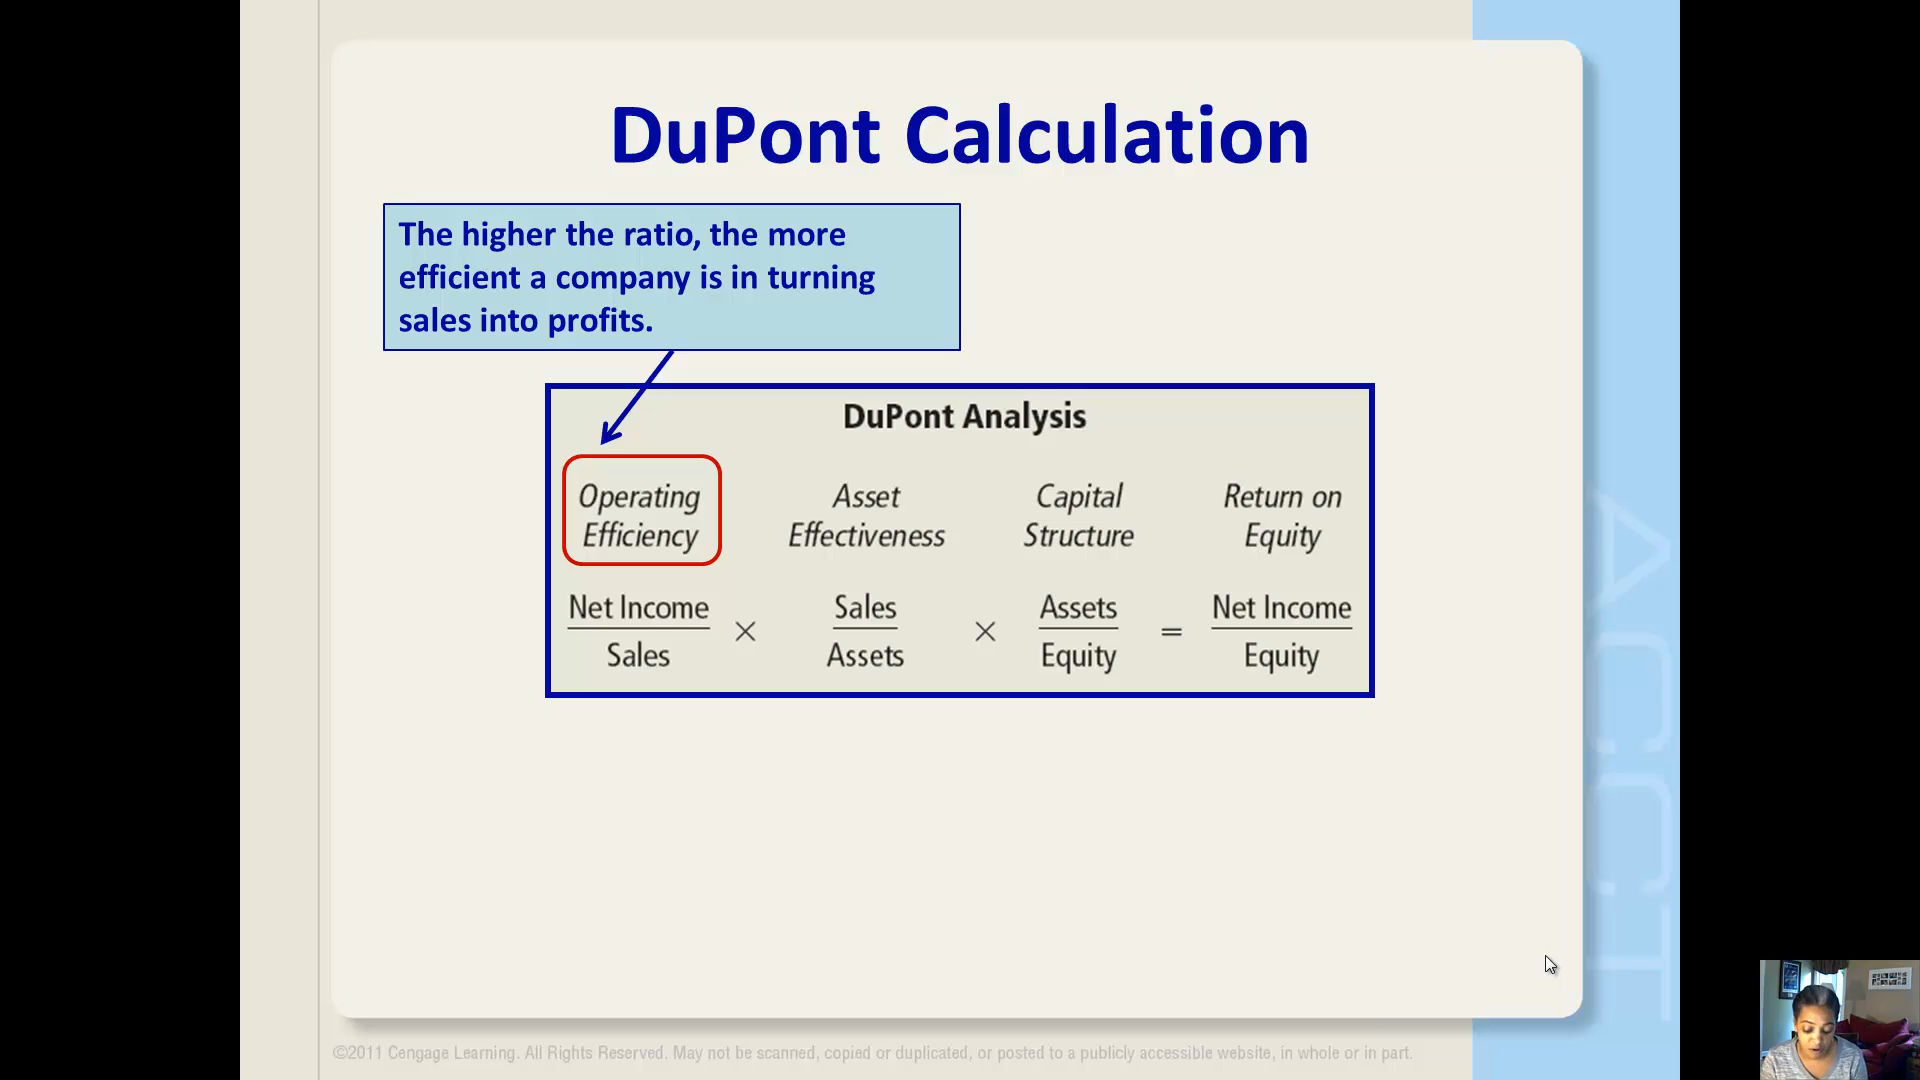 DuPont Calculation
The higher the ratio, the more
efficient a company is in turning
sales into profits.
DuPont Analysis
Operating Asset Capital Return on
Efficiency Effectiveness Structure Equity
Net Income Sales Assets Net Income
× × =
Sales Assets Equity Equity
ACCT
©2011 Cengage Learning. All Rights Reserved. May not be scanned, copied or duplicated, or posted to a publicly accessible website, in whole or in part.